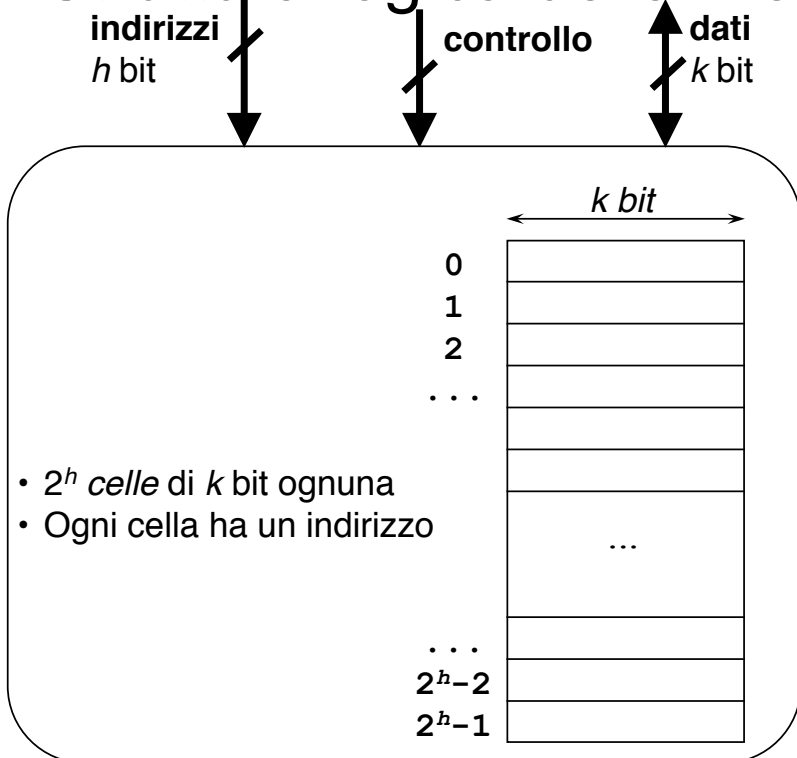 indirizzi
h bit
controllo
dati
k bit
k bit
0
1
2
...
• 2^h celle di k bit ognuna
• Ogni cella ha un indirizzo
...
...
2^h–2
2^h–1